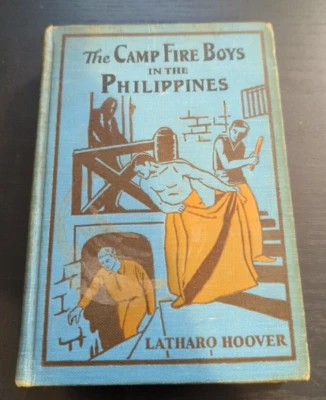 The CAMP FIRE BOYS
IN THE
PHILIPPINES
LATHARO HOOVER